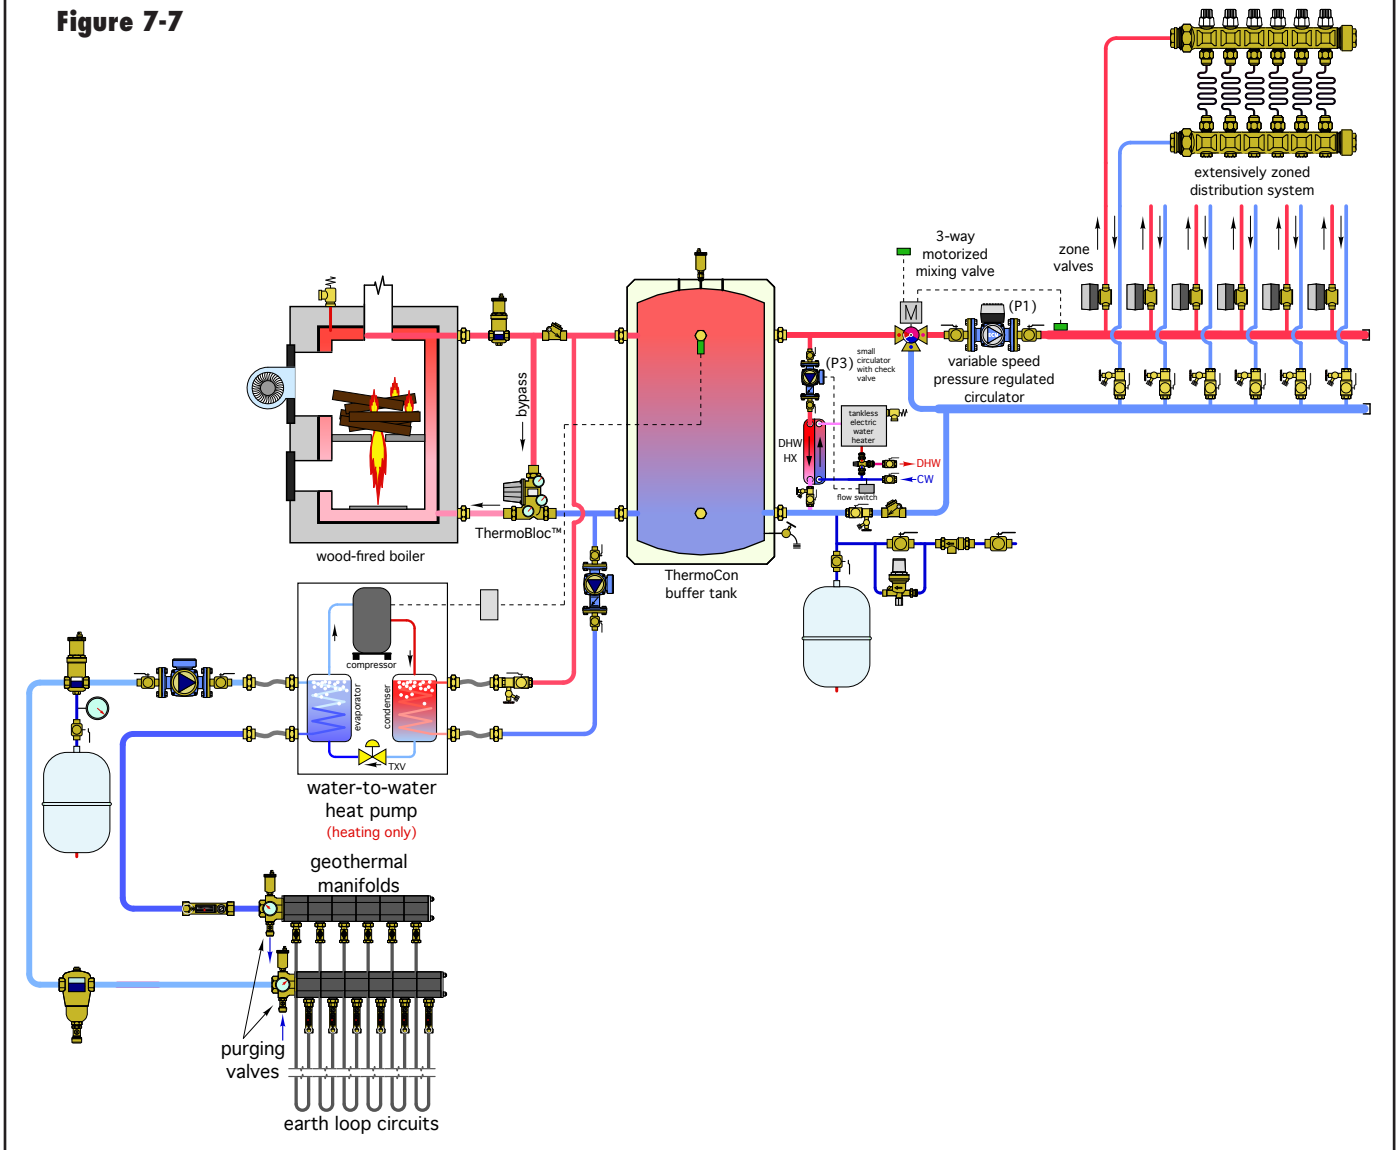 Figure 7-7
extensively zoned
distribution system
3-way
motorized
mixing valve
zone
valves
M
(P1)
variable speed
pressure regulated
circulator
small
circulator
with check
valve
(P3)
bypass
tankless
electric
water
heater
DHW
HX
DHW
CW
flow switch
ThermoBloc™
wood-fired boiler
ThermoCon
buffer tank
compressor
evaporator
condenser
TXV
water-to-water
heat pump
(heating only)
geothermal
manifolds
purging
valves
earth loop circuits